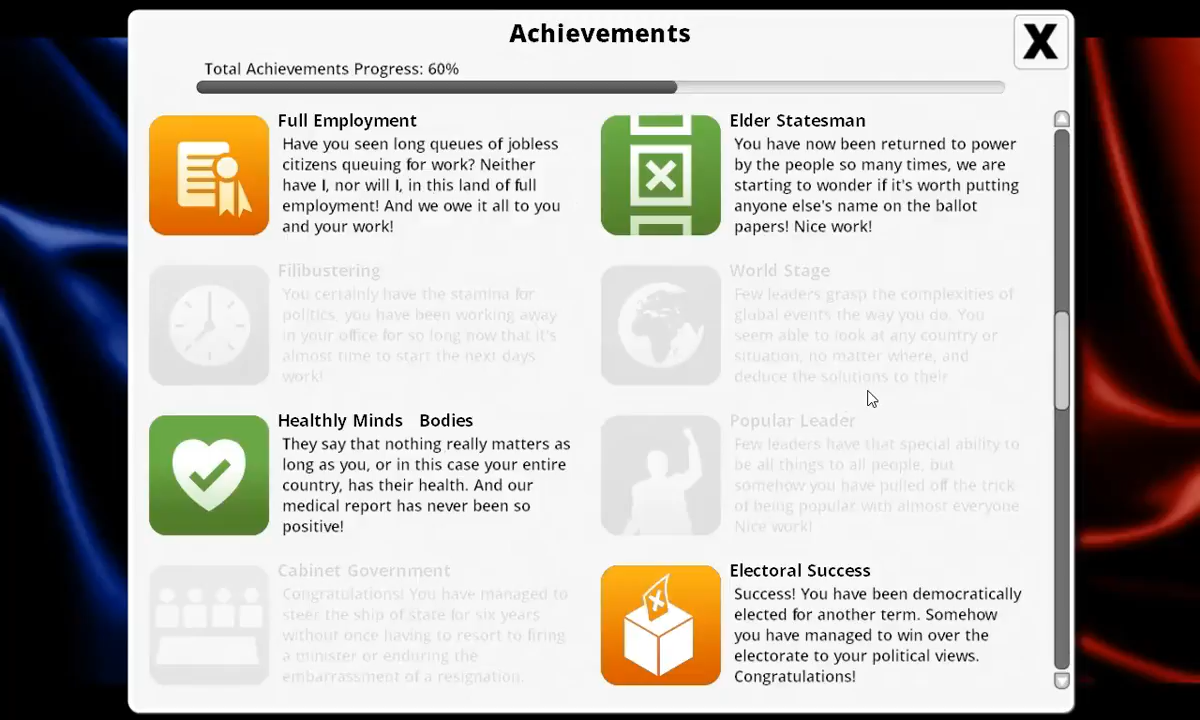 Achievements
X
Total Achievements Progress: 60%
Full Employment
Have you seen long queues of jobless
citizens queuing for work? Neither
have I, nor will I, in this land of full
employment! And we owe it all to you
and your work!
Elder Statesman
You have now been returned to power
by the people so many times, we are
starting to wonder if it's worth putting
anyone else's name on the ballot
papers! Nice work!
Filibustering
You certainly have the stamina for
politics, you have been working away
in your office for so long now that it's
almost time to start the next days
work!
World Stage
Few leaders grasp the complexities of
global events the way you do. You
seem able to look at any country or
situation, no matter where, and
deduce the solutions to their
Healthly Minds Bodies
They say that nothing really matters as
long as you, or in this case your entire
country, has their health. And our
medical report has never been so
positive!
Popular Leader
Few leaders have that special ability to
be all things to all people, but
somehow you have pulled off the trick
of being popular with almost everyone
Nice work!
Cabinet Government
Congratulations! You have managed to
steer the ship of state for six years
without once having to resort to firing
a minister or enduring the
embarrassment of a resignation.
Electoral Success
Success! You have been democratically
elected for another term. Somehow
you have managed to win over the
electorate to your political views.
Congratulations!